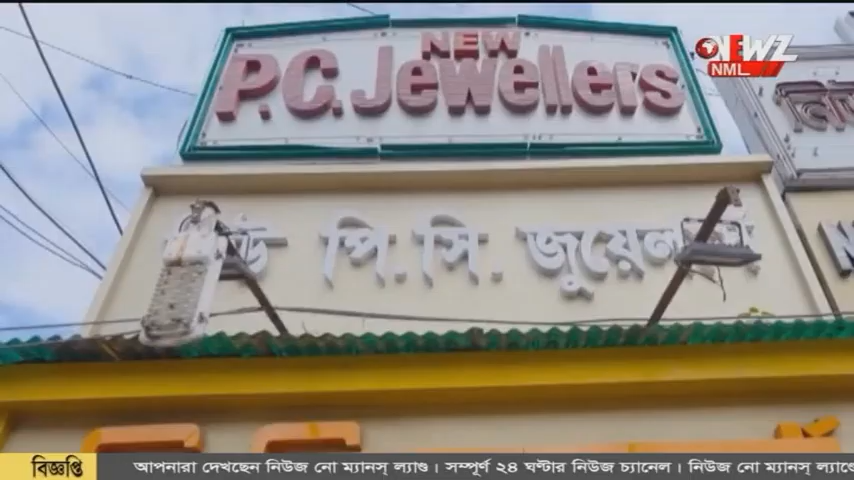 NEW
P.C. Jewellers
NEWZ
NML
পি. সি. জুয়েলার্স
বিজ্ঞপ্তি
আপনারা দেখছেন নিউজ নো ম্যানস্ ল্যাণ্ড। সম্পূর্ণ ২৪ ঘণ্টার নিউজ চ্যানেল। নিউজ নো ম্যানস্